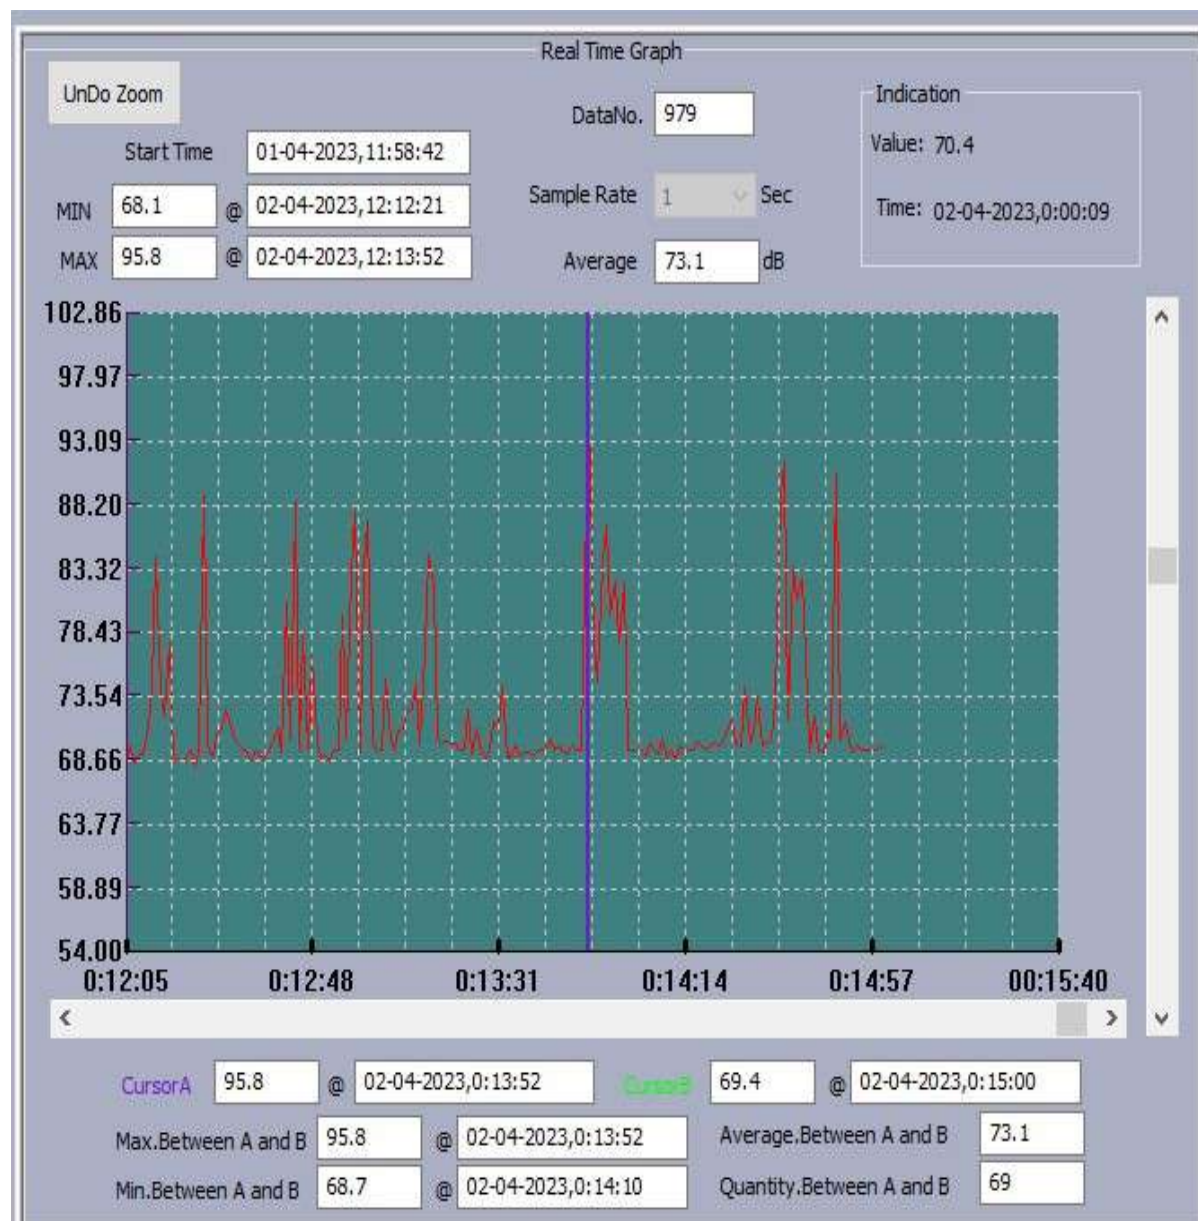 Real Time Graph
UnDo Zoom
DataNo. 979
Indication
Value: 70.4
Time: 02-04-2023,0:00:09
Start Time 01-04-2023,11:58:42
MIN 68.1 @ 02-04-2023,12:12:21
MAX 95.8 @ 02-04-2023,12:13:52
Sample Rate 1 Sec
Average 73.1 dB
102.86
97.97
93.09
88.20
83.32
78.43
73.54
68.66
63.77
58.89
54.00
0:12:05 0:12:48 0:13:31 0:14:14 0:14:57 00:15:40
CursorA 95.8 @ 02-04-2023,0:13:52 CursorB 69.4 @ 02-04-2023,0:15:00
Max.Between A and B 95.8 @ 02-04-2023,0:13:52 Average.Between A and B 73.1
Min.Between A and B 68.7 @ 02-04-2023,0:14:10 Quantity.Between A and B 69